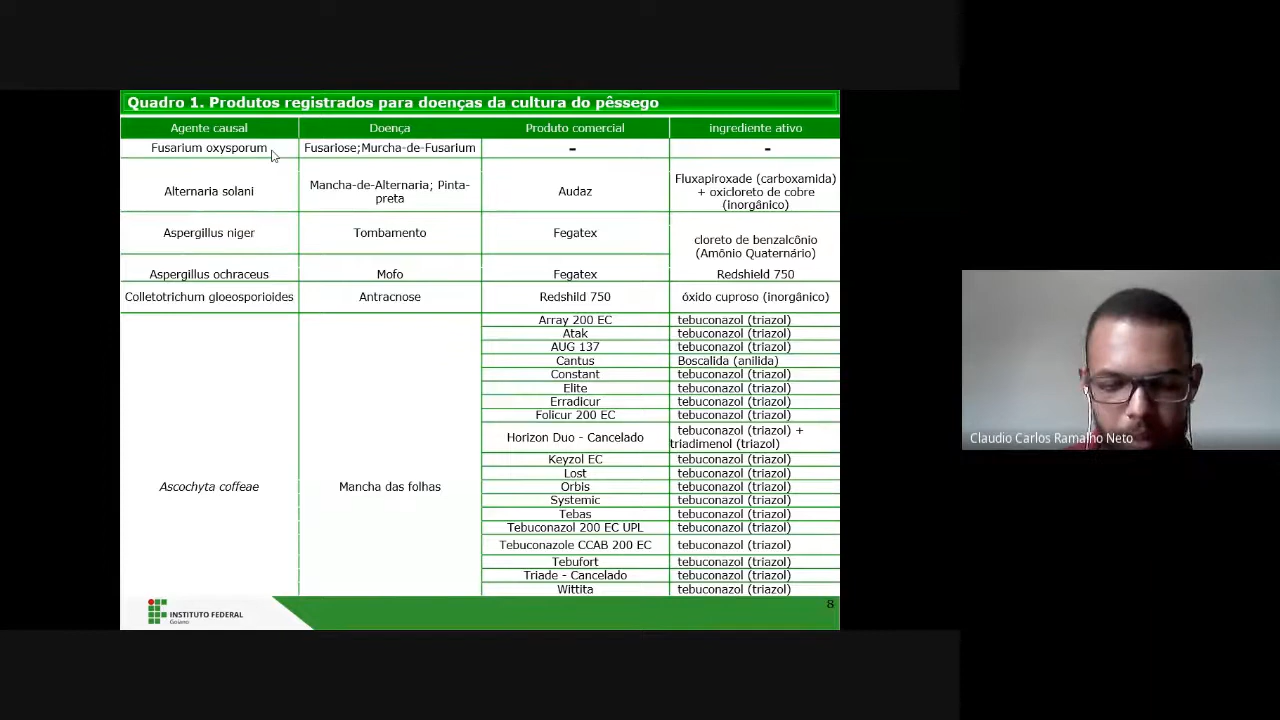 Quadro 1. Produtos registrados para doenças da cultura do pêssego
Agente causal Doença Produto comercial ingrediente ativo
Fusarium oxysporum Fusariose;Murcha-de-Fusarium - -
Alternaria solani Mancha-de-Alternaria; Pinta-
preta Audaz Fluxapiroxade (carboxamida)
+ oxicloreto de cobre
(inorgânico)
Aspergillus niger Tombamento Fegatex cloreto de benzalcônio
(Amônio Quaternário)
Aspergillus ochraceus Mofo Fegatex Redshield 750
Colletotrichum gloeosporioides Antracnose Redshild 750 óxido cuproso (inorgânico)
Ascochyta coffeae Mancha das folhas
Array 200 EC tebuconazol (triazol)
Atak tebuconazol (triazol)
AUG 137 tebuconazol (triazol)
Cantus Boscalida (anilida)
Constant tebuconazol (triazol)
Elite tebuconazol (triazol)
Erradicur tebuconazol (triazol)
Folicur 200 EC tebuconazol (triazol)
Horizon Duo - Cancelado tebuconazol (triazol) +
triadimenol (triazol)
Keyzol EC tebuconazol (triazol)
Lost tebuconazol (triazol)
Orbis tebuconazol (triazol)
Systemic tebuconazol (triazol)
Tebas tebuconazol (triazol)
Tebuconazol 200 EC UPL tebuconazol (triazol)
Tebuconazole CCAB 200 EC tebuconazol (triazol)
Tebufort tebuconazol (triazol)
Triade - Cancelado tebuconazol (triazol)
Wittita tebuconazol (triazol)
INSTITUTO FEDERAL
Goiano
8
Claudio Carlos Ramalho Neto